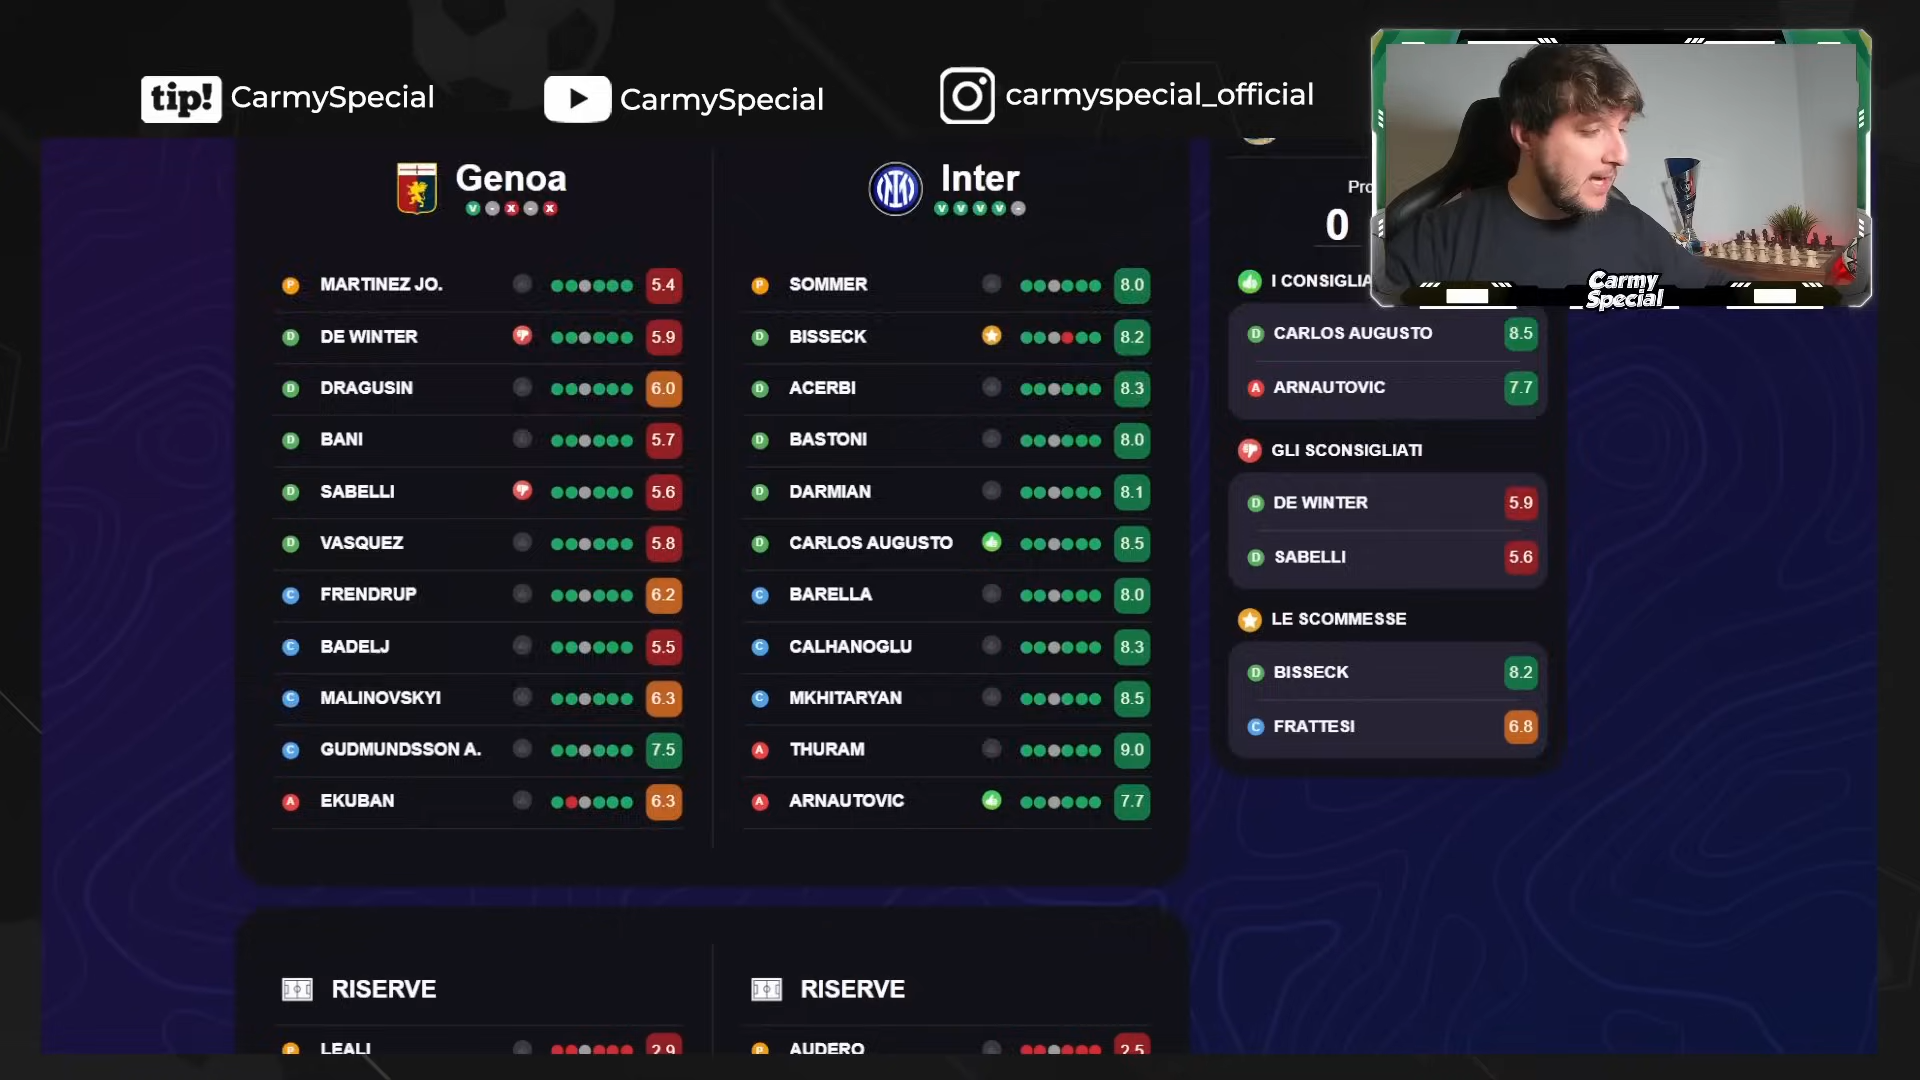 tip! CarmySpecial
CarmySpecial
carmyspecial_official
Carmy
Special
Genoa
V - X - X
MARTINEZ JO. 5.4
DE WINTER 5.9
DRAGUSIN 6.0
BANI 5.7
SABELLI 5.6
VASQUEZ 5.8
FRENDRUP 6.2
BADELJ 5.5
MALINOVSKYI 6.3
GUDMUNDSSON A. 7.5
EKUBAN 6.3
RISERVE
LEALI 2.9
Inter
V V V V -
P SOMMER 8.0
D BISSECK 8.2
D ACERBI 8.3
D BASTONI 8.0
D DARMIAN 8.1
D CARLOS AUGUSTO 8.5
C BARELLA 8.0
C CALHANOGLU 8.3
C MKHITARYAN 8.5
A THURAM 9.0
A ARNAUTOVIC 7.7
RISERVE
AUDERO 2.5
Pro
0
I CONSIGLIA
D CARLOS AUGUSTO 8.5
A ARNAUTOVIC 7.7
GLI SCONSIGLIATI
D DE WINTER 5.9
D SABELLI 5.6
LE SCOMMESSE
D BISSECK 8.2
C FRATTESI 6.8